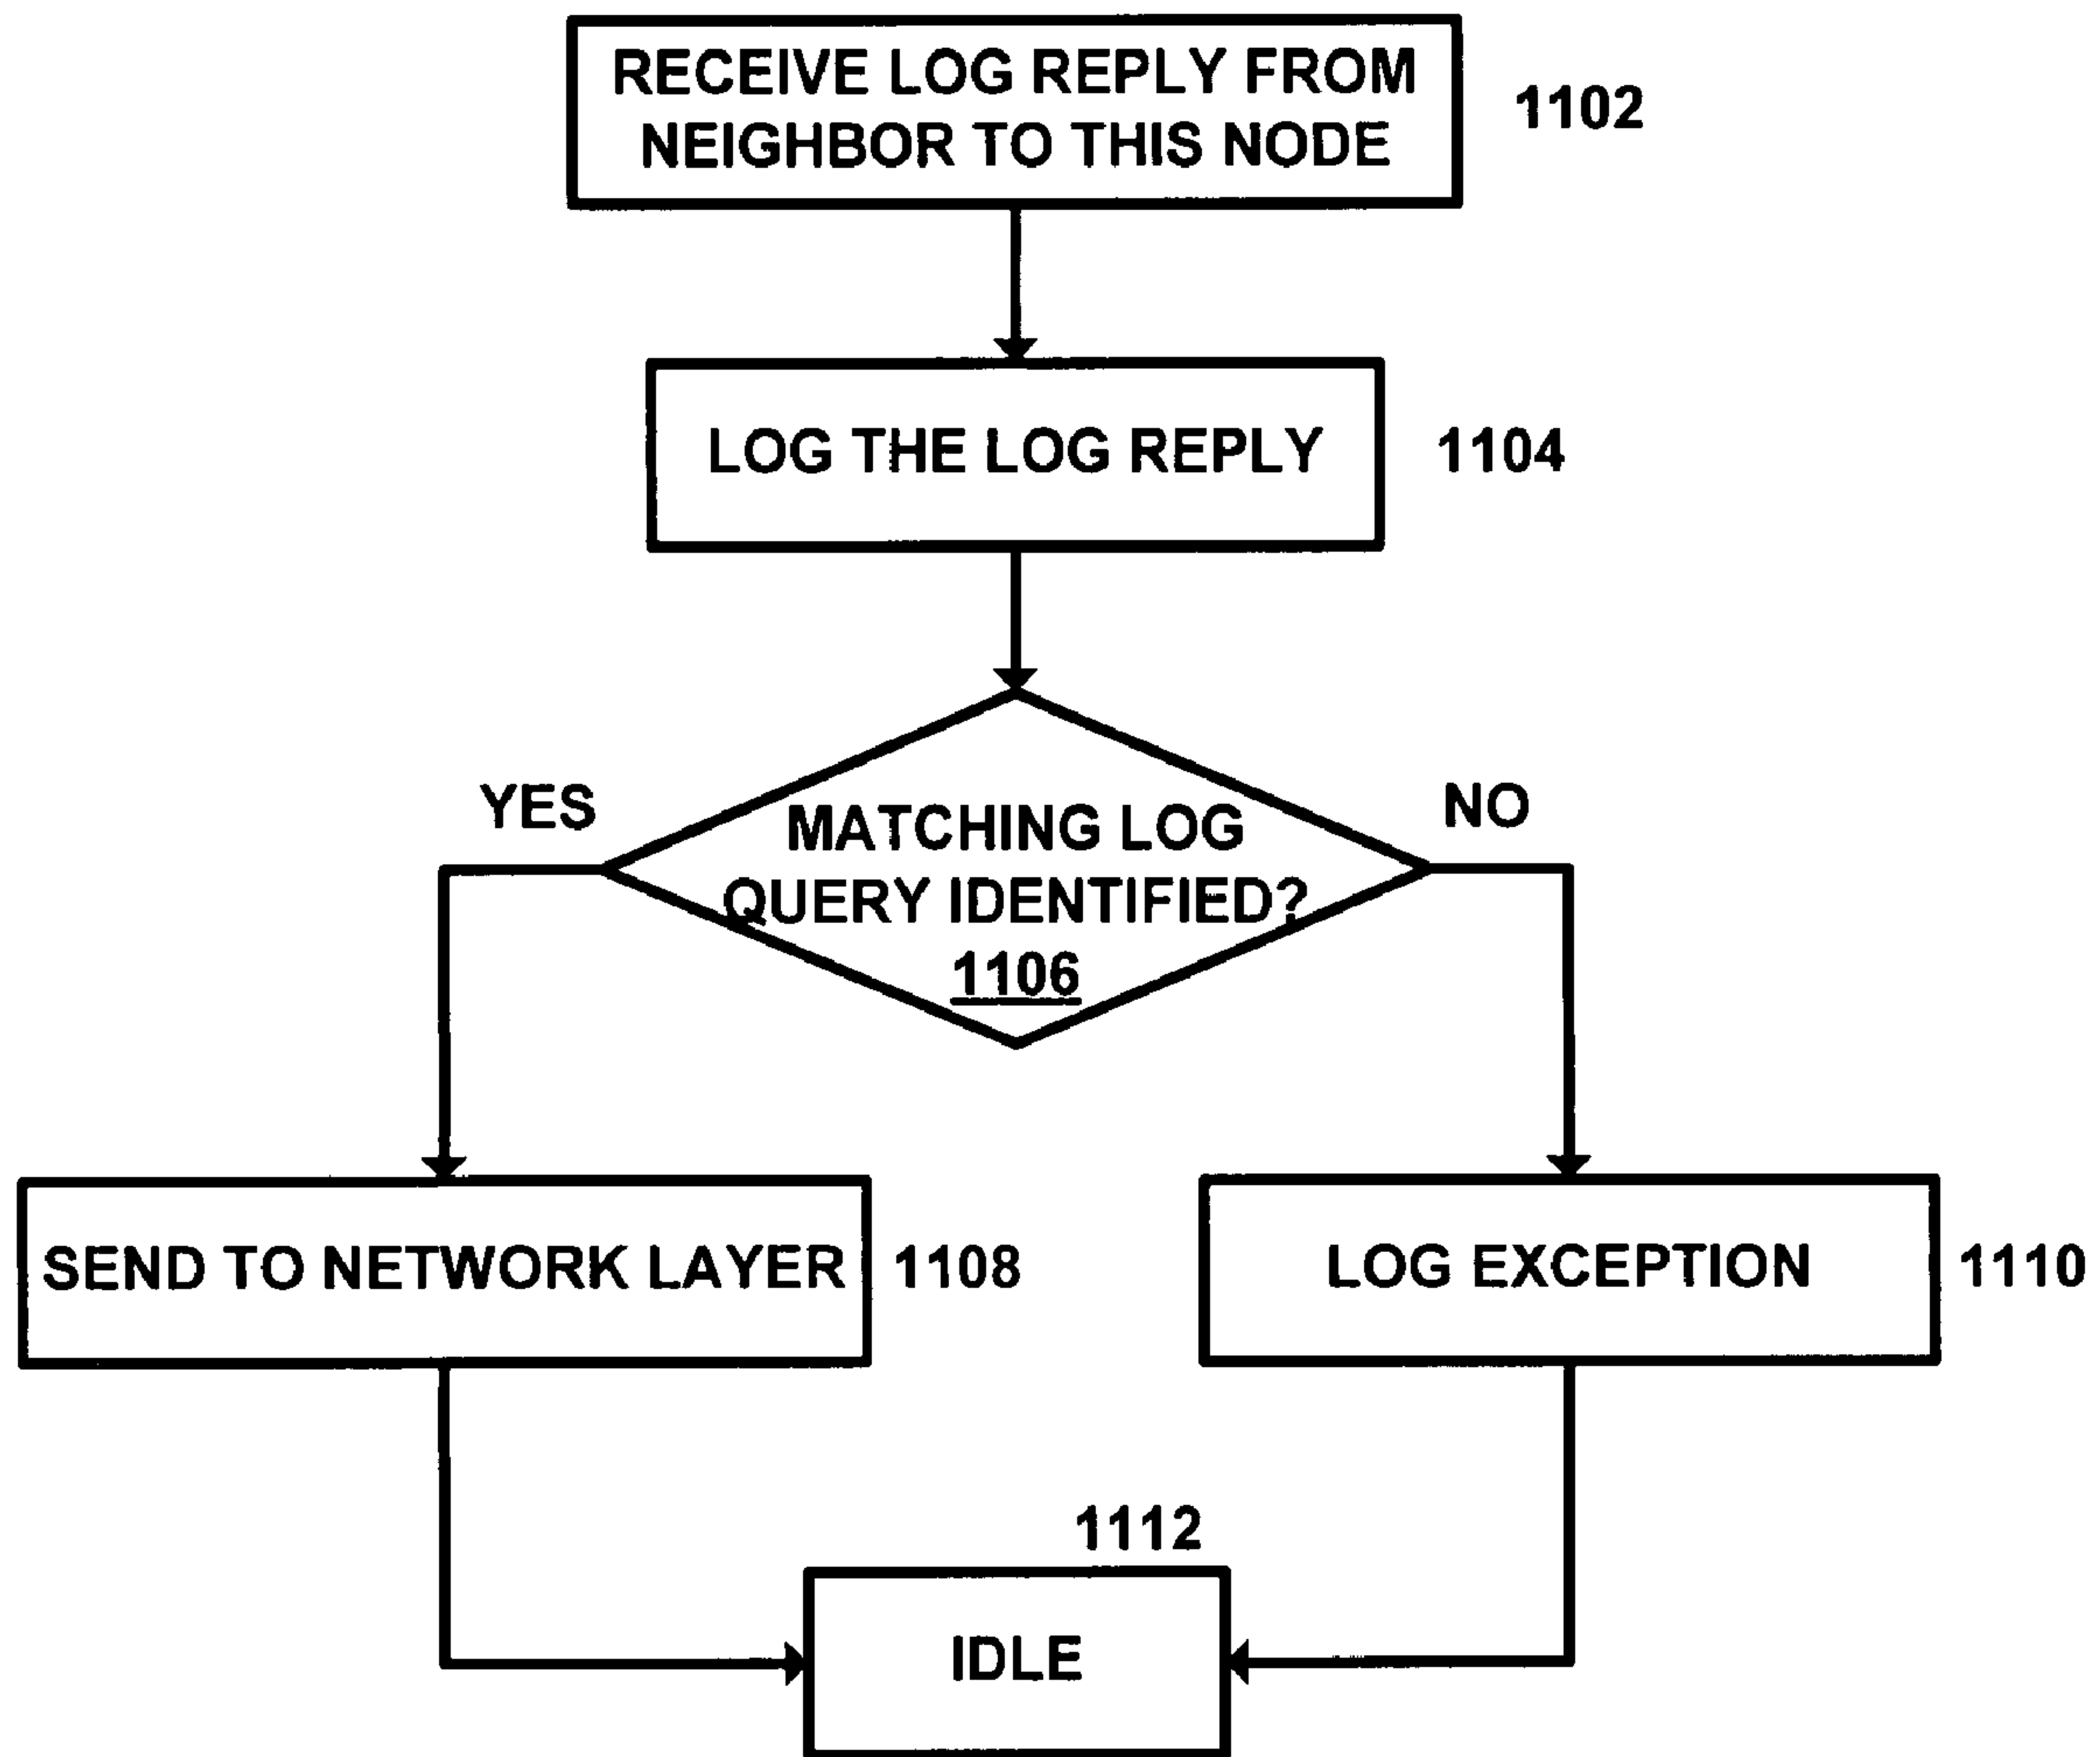 RECEIVE LOG REPLY FROM
NEIGHBOR TO THIS NODE
1102
LOG THE LOG REPLY
1104
YES
NO
MATCHING LOG
QUERY IDENTIFIED?
1106
SEND TO NETWORK LAYER
1108
LOG EXCEPTION
1110
1112
IDLE